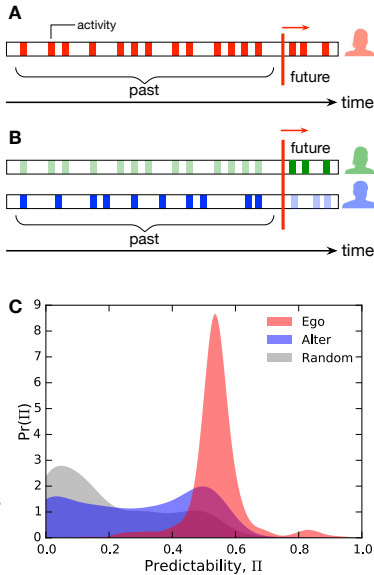 A
activity
past
future
time
B
future
past
time
C
Ego
Alter
Random
Pr(Π)
9
8
7
6
5
4
3
2
1
0
0.0 0.2 0.4 0.6 0.8 1.0
Predictability, Π